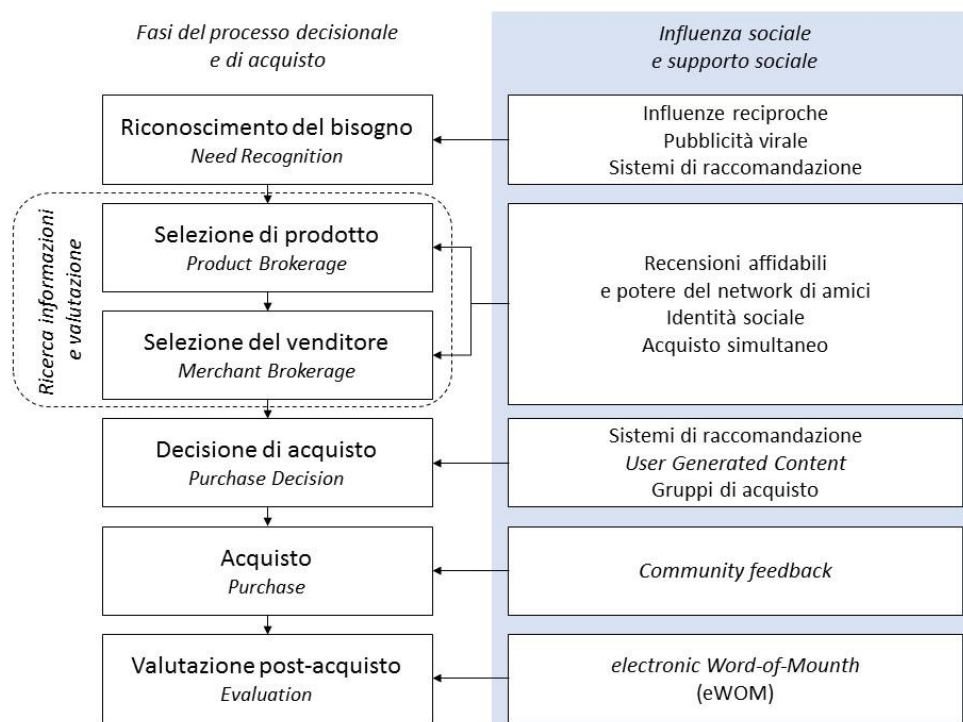 Fasi del processo decisionale
e di acquisto
Influenza sociale
e supporto sociale
Riconoscimento del bisogno
Need Recognition
Influenze reciproche
Pubblicità virale
Sistemi di raccomandazione
Ricerca informazioni
e valutazione
Selezione di prodotto
Product Brokerage
Selezione del venditore
Merchant Brokerage
Recensioni affidabili
e potere del network di amici
Identità sociale
Acquisto simultaneo
Decisione di acquisto
Purchase Decision
Sistemi di raccomandazione
User Generated Content
Gruppi di acquisto
Acquisto
Purchase
Community feedback
Valutazione post-acquisto
Evaluation
electronic Word-of-Mounth
(eWOM)